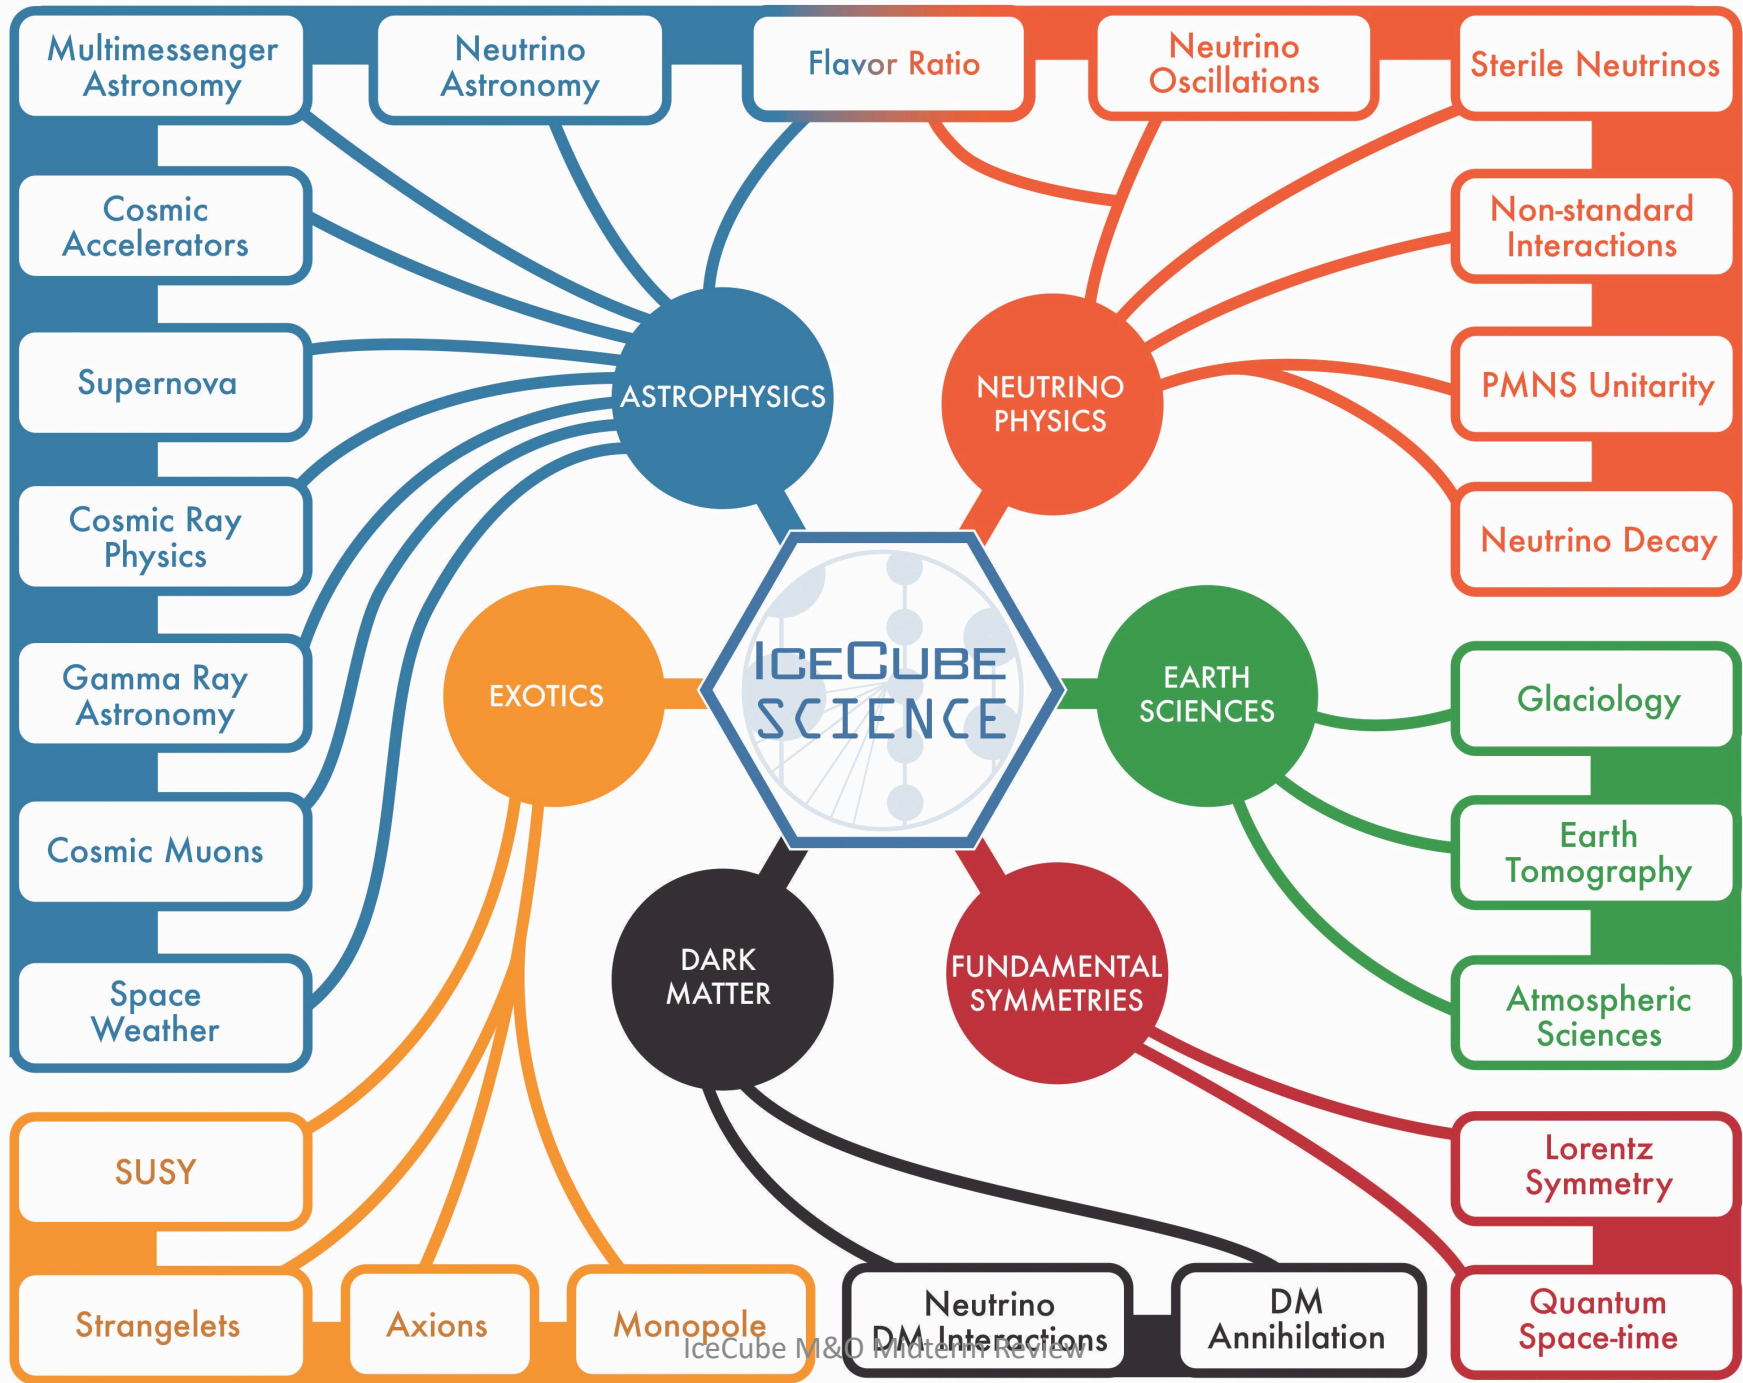 Multimessenger
Astronomy
Neutrino
Astronomy
Flavor Ratio
Neutrino
Oscillations
Sterile Neutrinos
Cosmic
Accelerators
Non-standard
Interactions
Supernova
ASTROPHYSICS
NEUTRINO
PHYSICS
PMNS Unitarity
Cosmic Ray
Physics
Neutrino Decay
Gamma Ray
Astronomy
EXOTICS
ICECUBE
SCIENCE
EARTH
SCIENCES
Glaciology
Cosmic Muons
Earth
Tomography
Space
Weather
DARK
MATTER
FUNDAMENTAL
SYMMETRIES
Atmospheric
Sciences
SUSY
Lorentz
Symmetry
Strangelets
Axions
Monopole
Neutrino
DM Interactions
DM
Annihilation
Quantum
Space-time
IceCube M&O Midterm Review